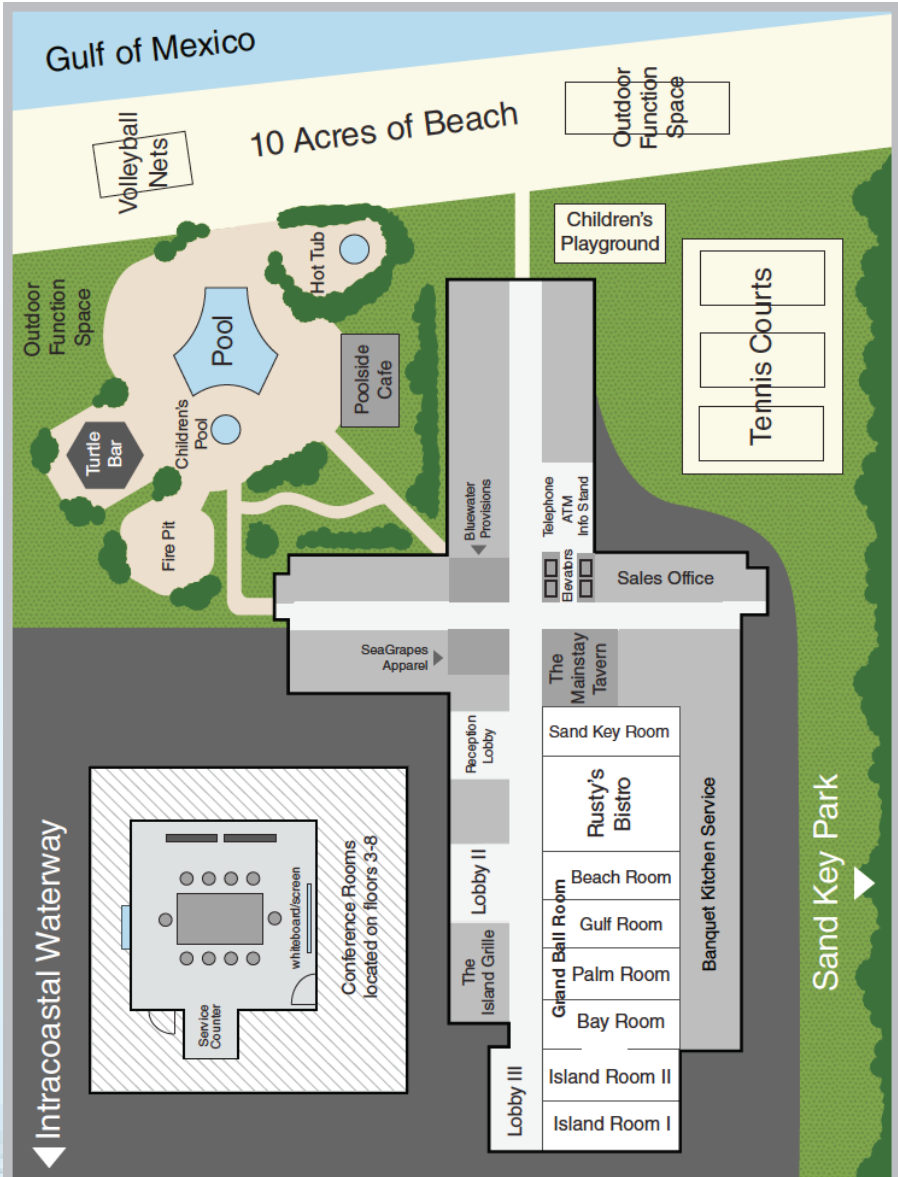 Gulf of Mexico
10 Acres of Beach
Volleyball
Nets
Outdoor
Function
Space
Children's
Playground
Tennis Courts
Outdoor
Function
Space
Hot Tub
Pool
Poolside
Cafe
Children's
Pool
Turtle
Bar
Fire Pit
Bluewater
Provisions
Telephone
ATM
Info Stand
Elevators
Sales Office
SeaGrapes
Apparel
The
Mainstay
Tavern
Reception
Lobby
Sand Key Room
Rusty's
Bistro
Lobby II
Grand Ball Room
Beach Room
Gulf Room
Palm Room
Bay Room
The
Island Grille
Banquet Kitchen Service
Lobby III
Island Room II
Island Room I
whiteboard/screen
Service
Counter
Conference Rooms
located on floors 3-8
Intracoastal Waterway
Sand Key Park